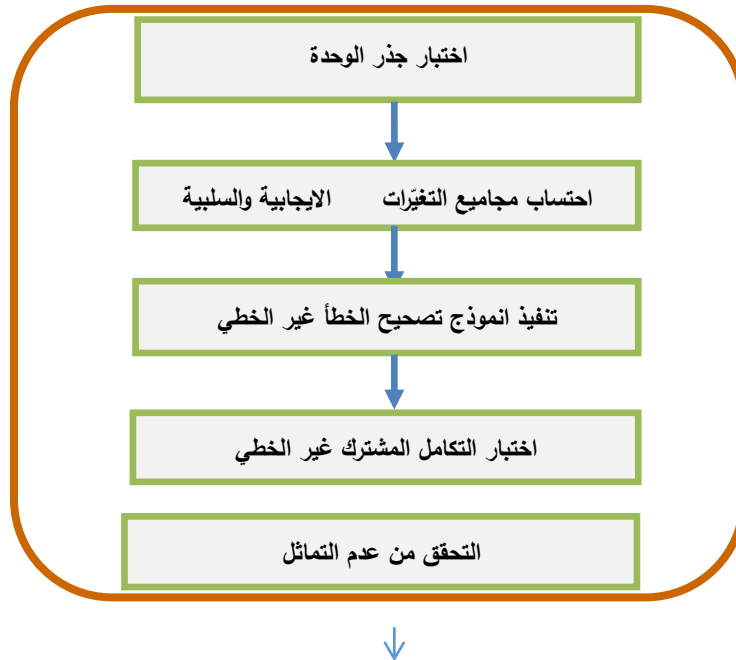 اختبار جذر الوحدة
احتساب مجاميع التغيّرات الايجابية والسلبية
تنفيذ انموذج تصحيح الخطأ غير الخطي
اختبار التكامل المشترك غير الخطي
التحقق من عدم التماثل